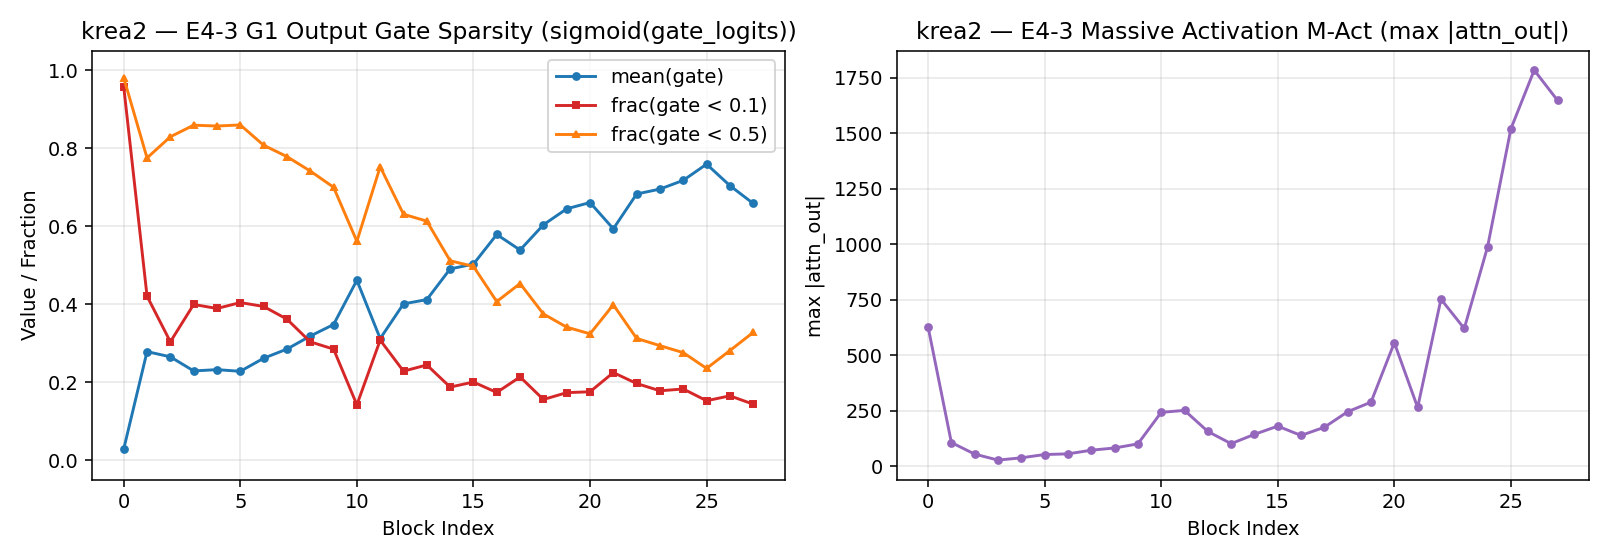 krea2 — E4-3 G1 Output Gate Sparsity (sigmoid(gate_logits))
1.0
0.8
0.6
0.4
0.2
0.0
Value / Fraction
mean(gate)
frac(gate < 0.1)
frac(gate < 0.5)
0 5 10 15 20 25
Block Index
krea2 — E4-3 Massive Activation M-Act (max |attn_out|)
1750
1500
1250
1000
750
500
250
0
max |attn_out|
0 5 10 15 20 25
Block Index